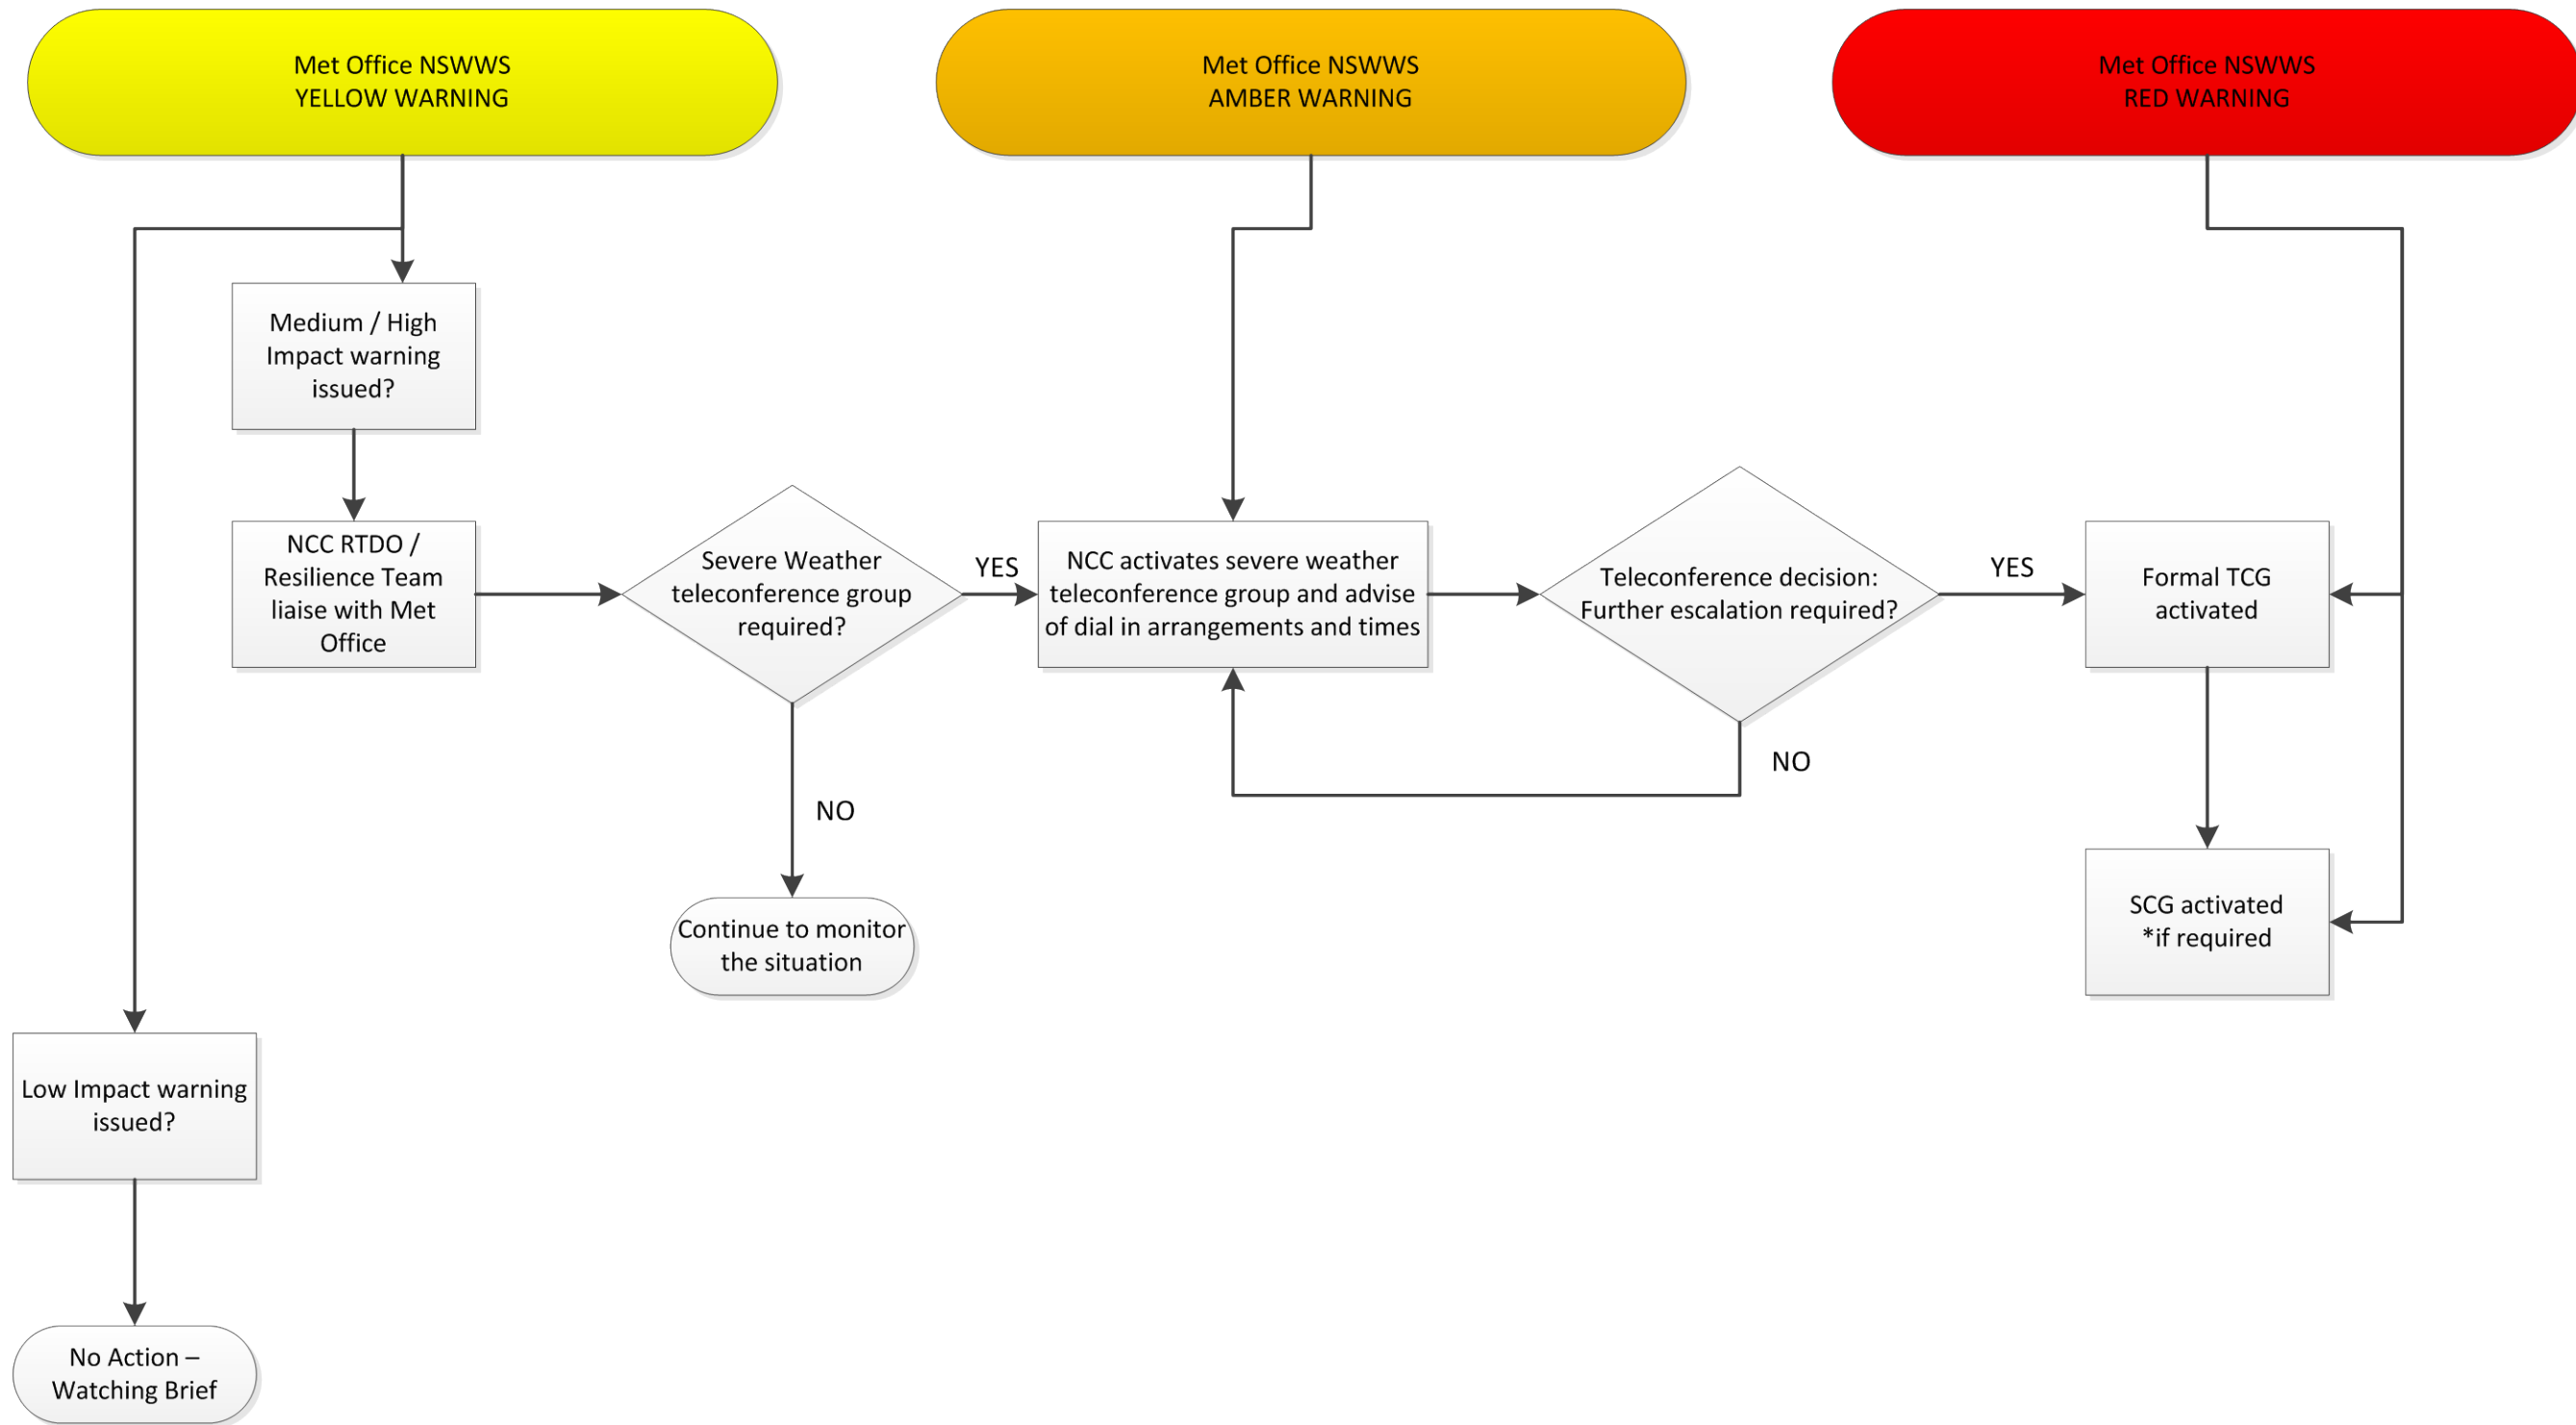 Met Office NSWWS
YELLOW WARNING
Met Office NSWWS
AMBER WARNING
Met Office NSWWS
RED WARNING
Medium / High
Impact warning
issued?
NCC RTDO /
Resilience Team
liaise with Met
Office
Severe Weather
teleconference group
required?
YES
NCC activates severe weather
teleconference group and advise
of dial in arrangements and times
Teleconference decision:
Further escalation required?
YES
Formal TCG
activated
NO
NO
Continue to monitor
the situation
SCG activated
*if required
Low Impact warning
issued?
No Action –
Watching Brief